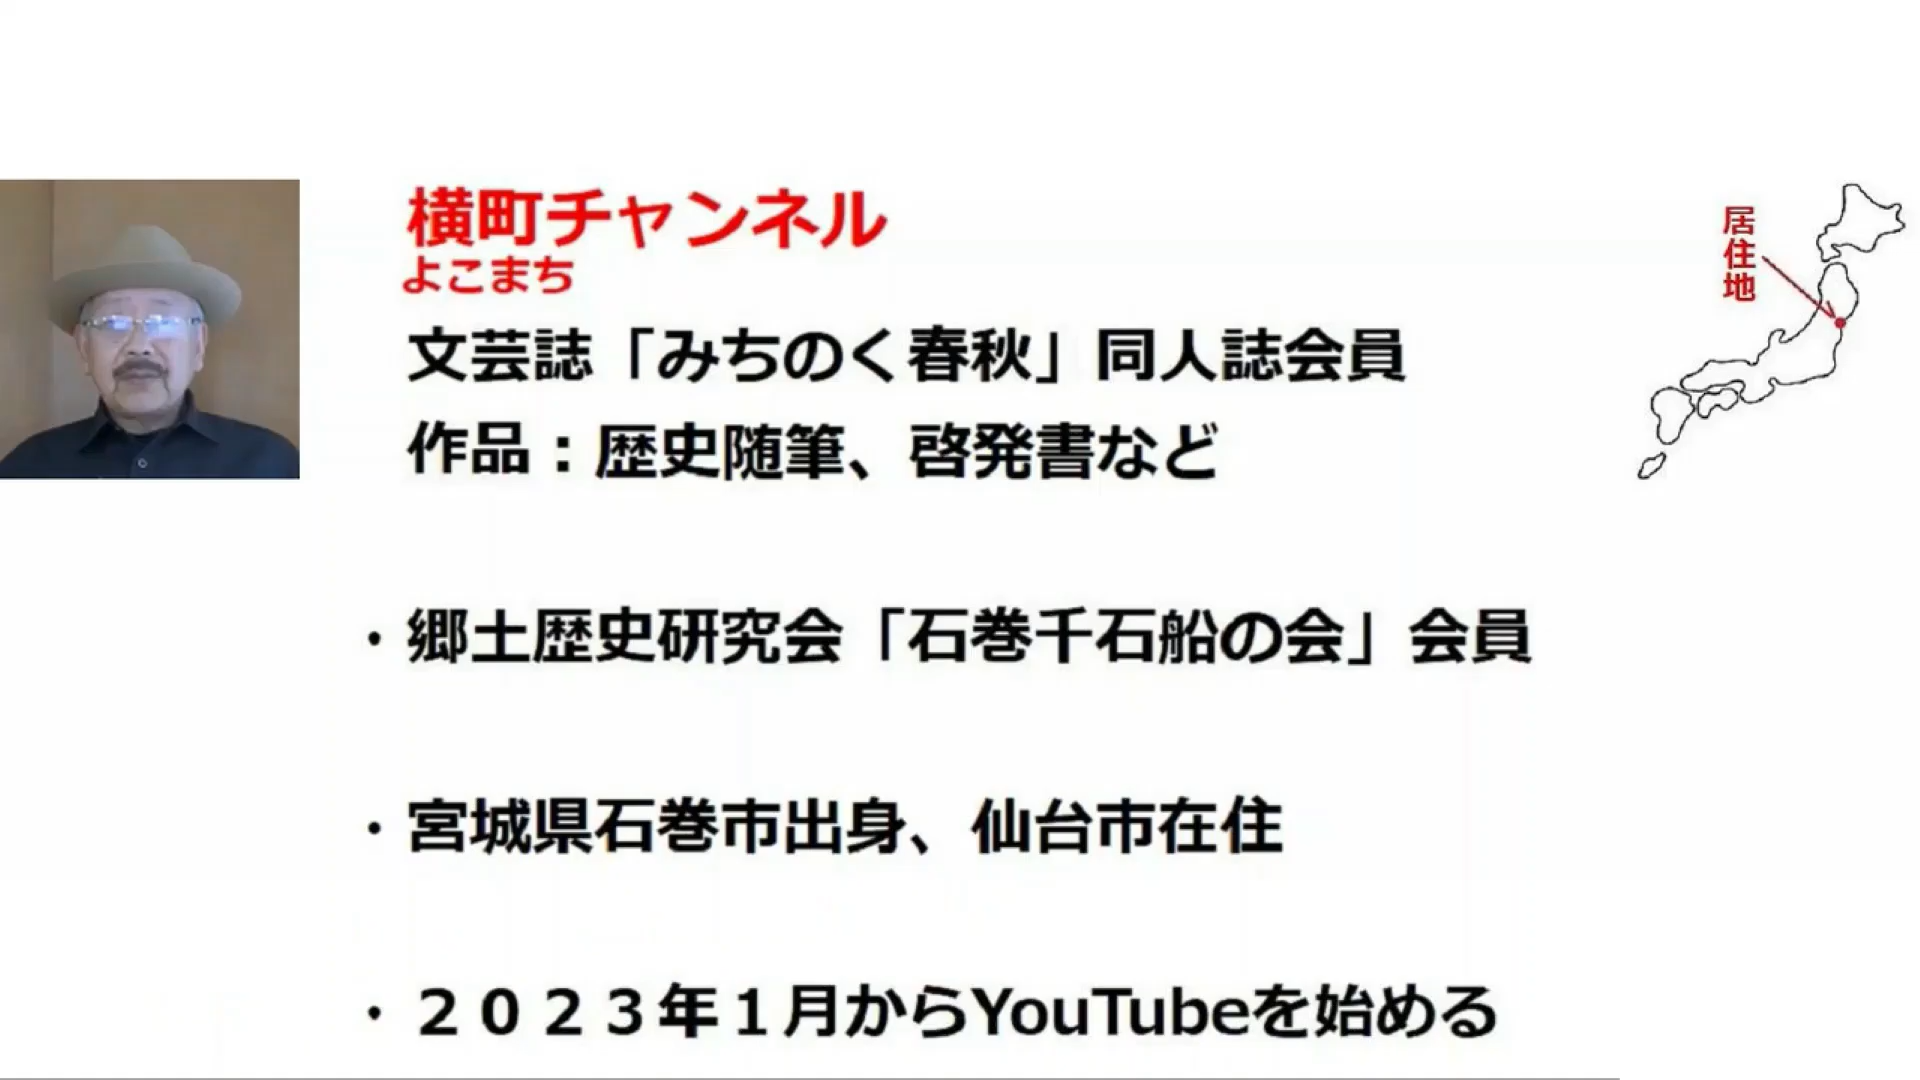 横町チャンネル
よこまち
文芸誌「みちのく春秋」同人誌会員
作品：歴史随筆、啓発書など
・郷土歴史研究会「石巻千石船の会」会員
・宮城県石巻市出身、仙台市在住
・２０２３年１月からYouTubeを始める
居住地